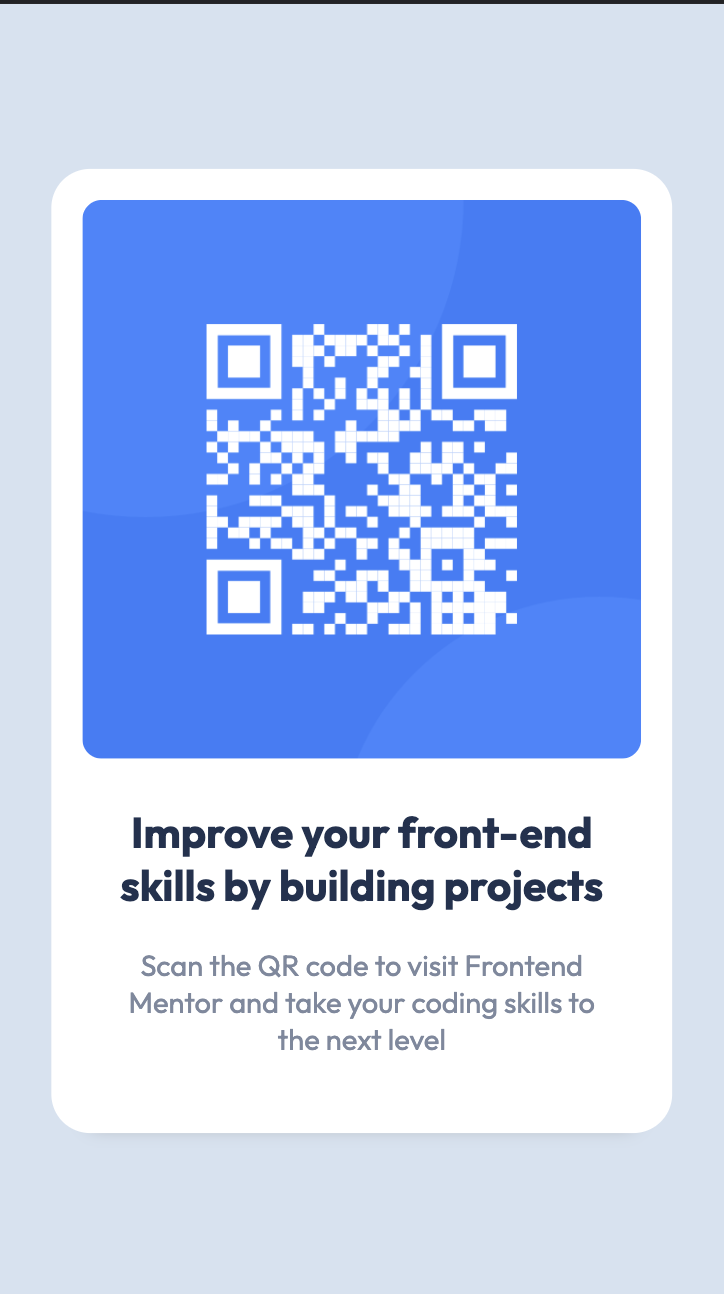 Improve your front-end
skills by building projects
Scan the QR code to visit Frontend
Mentor and take your coding skills to
the next level